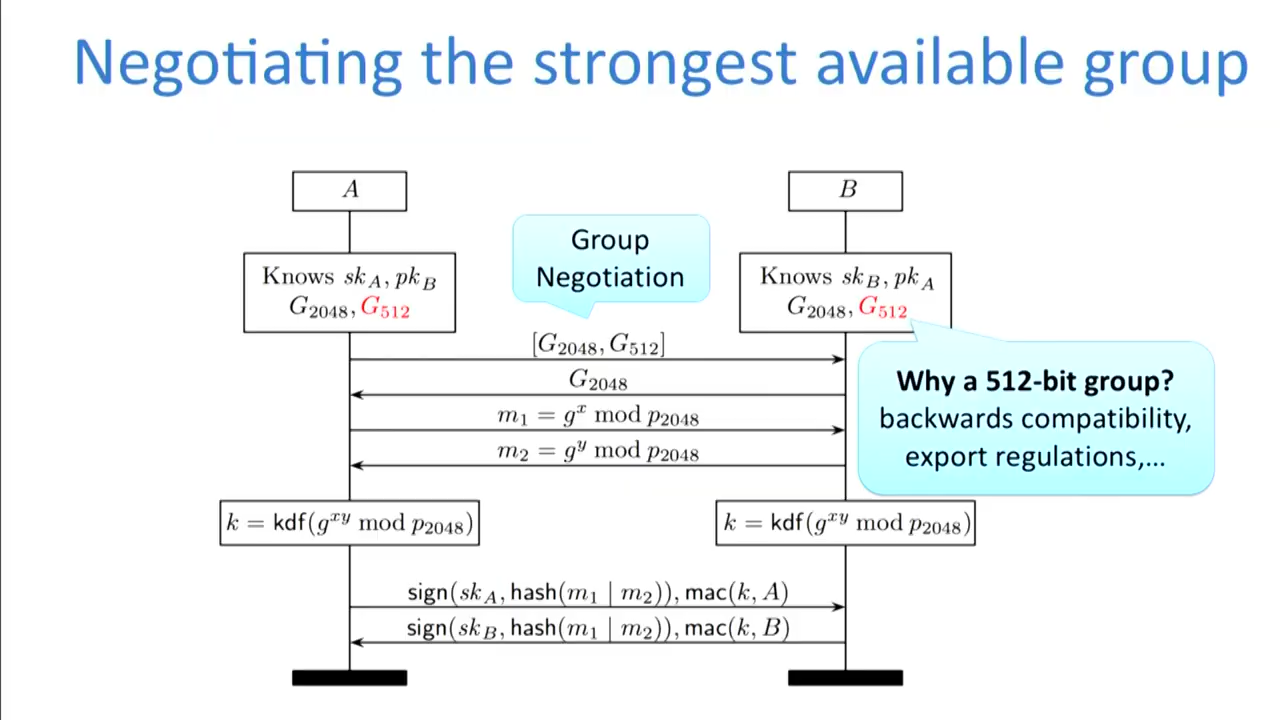 Negotiating the strongest available group
A
B
Group
Negotiation
Knows sk_A, pk_B
G_2048, G_512
Knows sk_B, pk_A
G_2048, G_512
[G_2048, G_512]
G_2048
m_1 = g^x mod p_2048
m_2 = g^y mod p_2048
Why a 512-bit group?
backwards compatibility,
export regulations,...
k = kdf(g^xy mod p_2048)
k = kdf(g^xy mod p_2048)
sign(sk_A, hash(m_1 | m_2)), mac(k, A)
sign(sk_B, hash(m_1 | m_2)), mac(k, B)